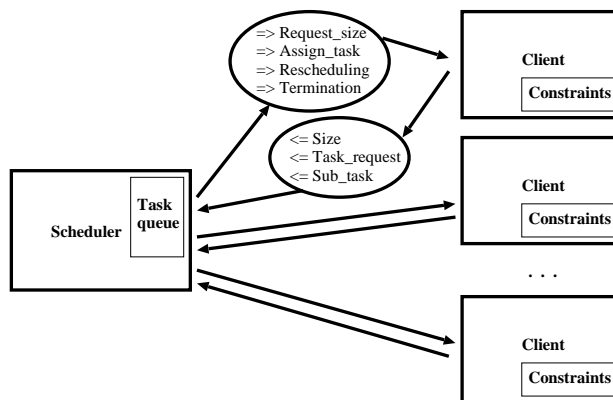 => Request_size
=> Assign_task
=> Rescheduling
=> Termination
Client
Constraints
<= Size
<= Task_request
<= Sub_task
Scheduler
Task
queue
Client
Constraints
. . .
Client
Constraints